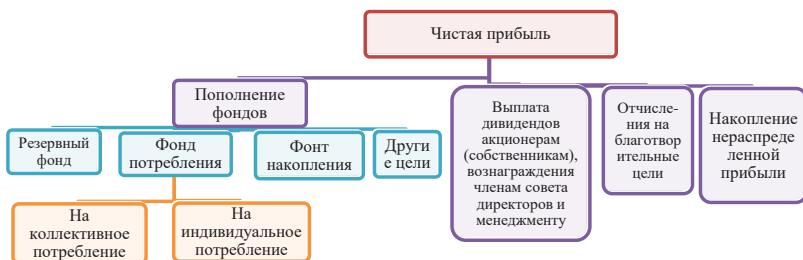 Чистая прибыль
Пополнение
фондов
Выплата
дивидендов
акционерам
(собственникам),
вознаграждения
членам совета
директоров и
менеджменту
Отчисле-
ния на
благотвор
ительные
цели
Накопление
нераспреде
ленной
прибыли
Резервный
фонд
Фонд
потребления
Фонт
накопления
Други
е цели
На
коллективное
потребление
На
индивидуальное
потребление